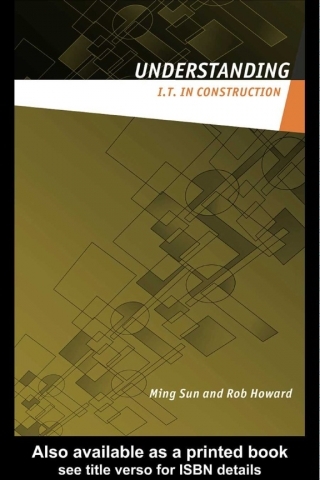 UNDERSTANDING
I.T. IN CONSTRUCTION
Ming Sun and Rob Howard
Also available as a printed book
see title verso for ISBN details